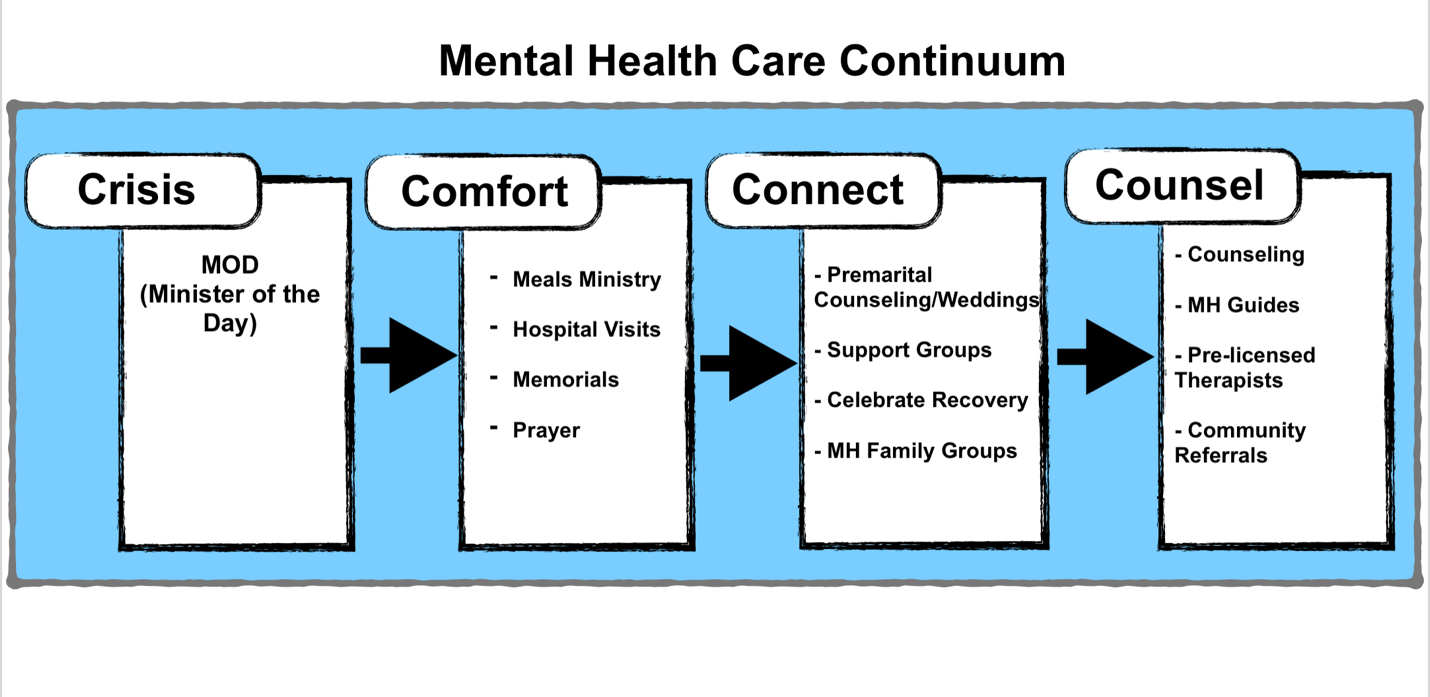 Mental Health Care Continuum
Crisis
MOD
(Minister of the
Day)
Comfort
- Meals Ministry
- Hospital Visits
- Memorials
- Prayer
Connect
- Premarital
Counseling/Weddings
- Support Groups
- Celebrate Recovery
- MH Family Groups
Counsel
- Counseling
- MH Guides
- Pre-licensed
Therapists
- Community
Referrals